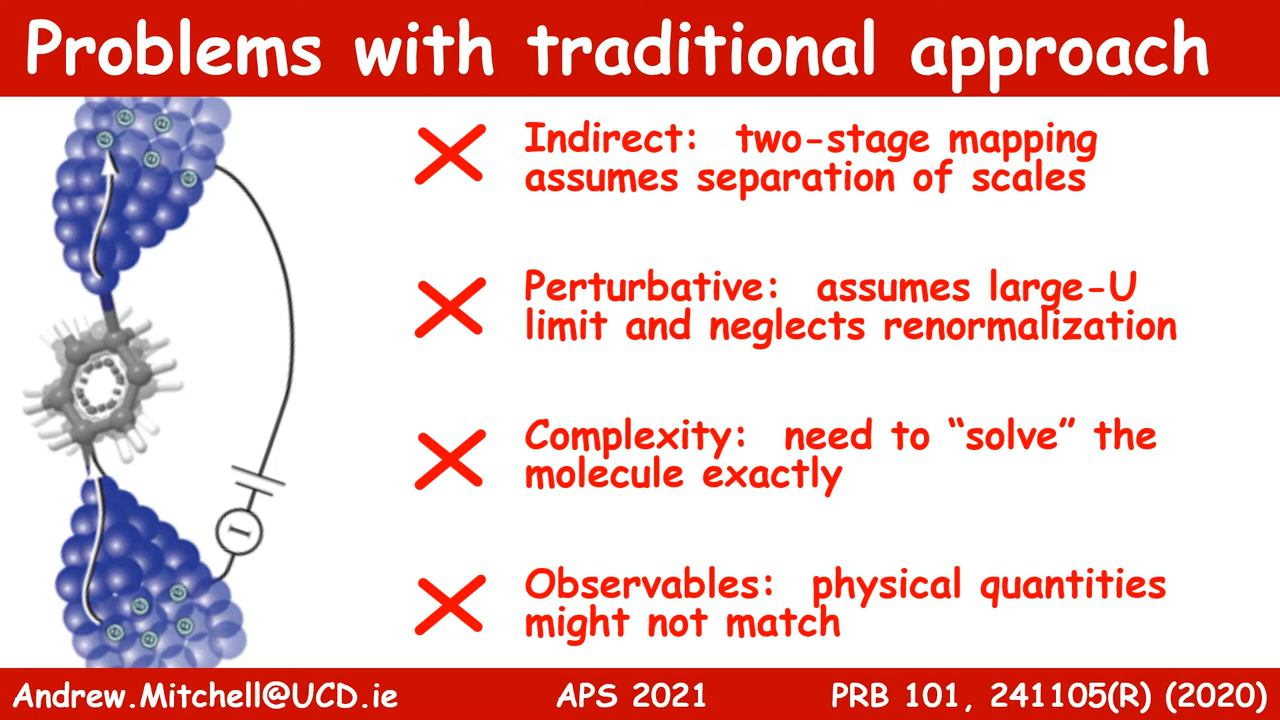 Problems with traditional approach
Indirect: two-stage mapping
assumes separation of scales
Perturbative: assumes large-U
limit and neglects renormalization
Complexity: need to “solve” the
molecule exactly
Observables: physical quantities
might not match
I
Andrew.Mitchell@UCD.ie
APS 2021
PRB 101, 241105(R) (2020)